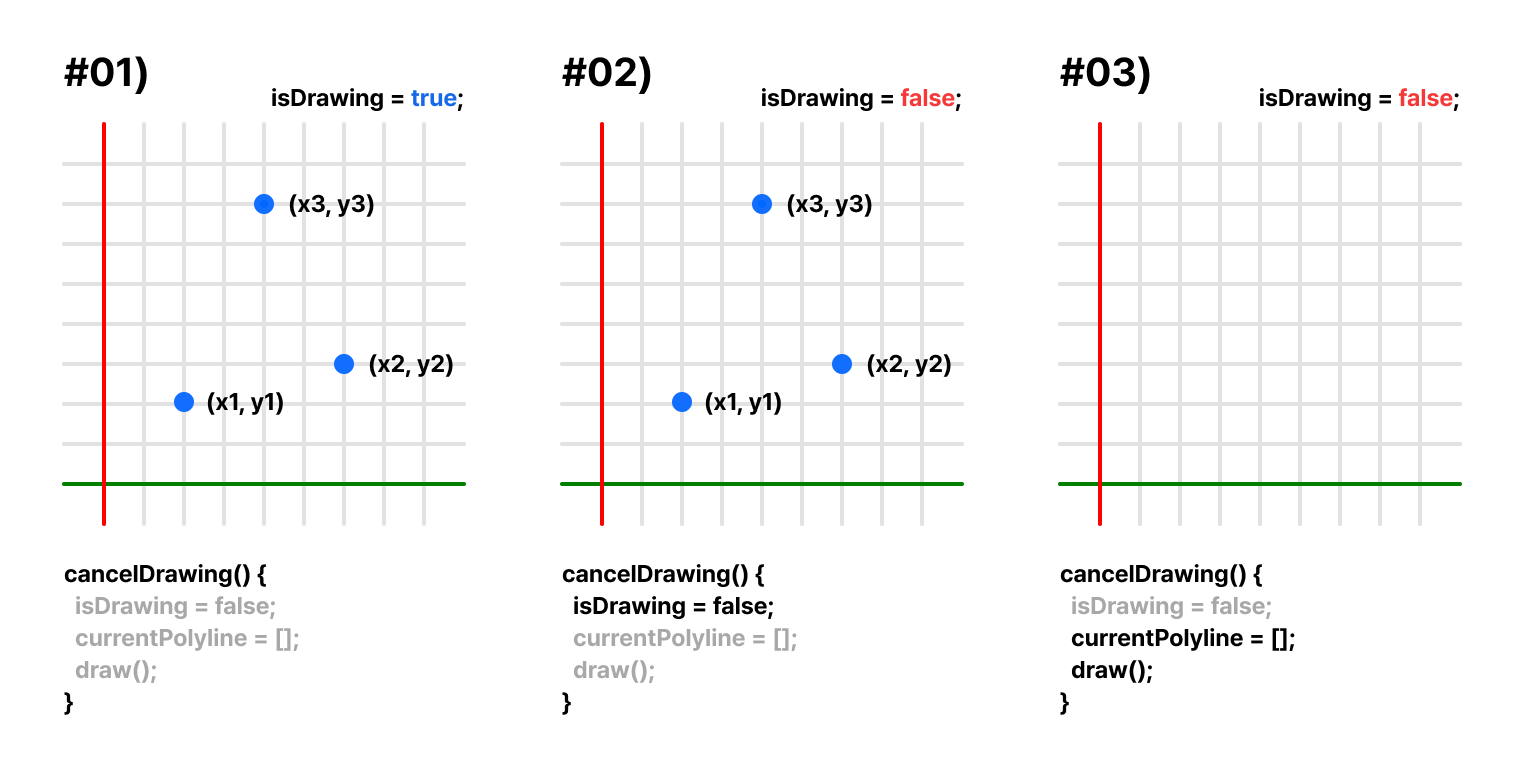 #01)
isDrawing = true;
(x3, y3)
(x2, y2)
(x1, y1)
cancelDrawing() {
isDrawing = false;
currentPolyline = [];
draw();
}
#02)
isDrawing = false;
(x3, y3)
(x2, y2)
(x1, y1)
cancelDrawing() {
isDrawing = false;
currentPolyline = [];
draw();
}
#03)
isDrawing = false;
cancelDrawing() {
isDrawing = false;
currentPolyline = [];
draw();
}